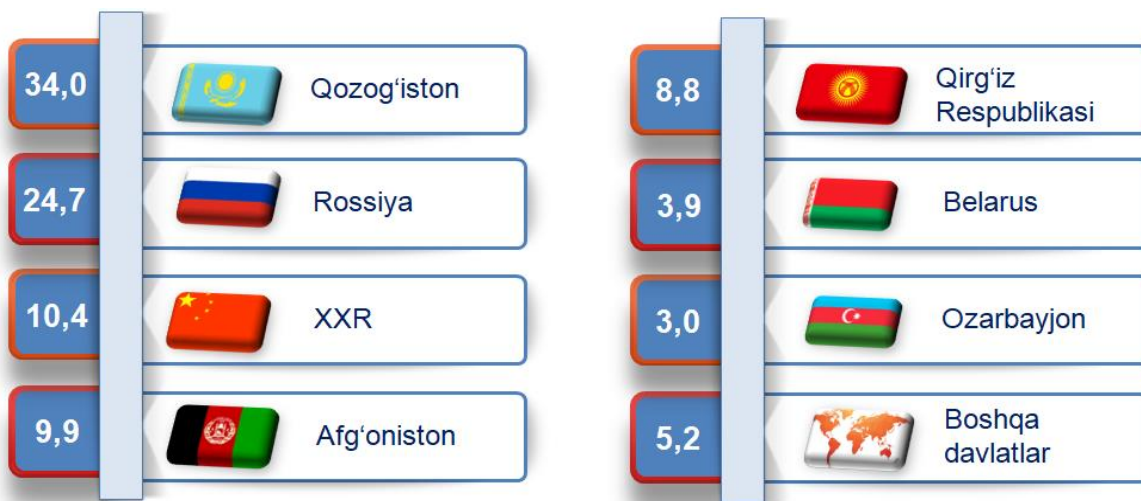 34,0 Qozog‘iston
24,7 Rossiya
10,4 XXR
9,9 Afg‘oniston
8,8 Qirg‘iz
Respublikasi
3,9 Belarus
3,0 Ozarbayjon
5,2 Boshqa
davlatlar